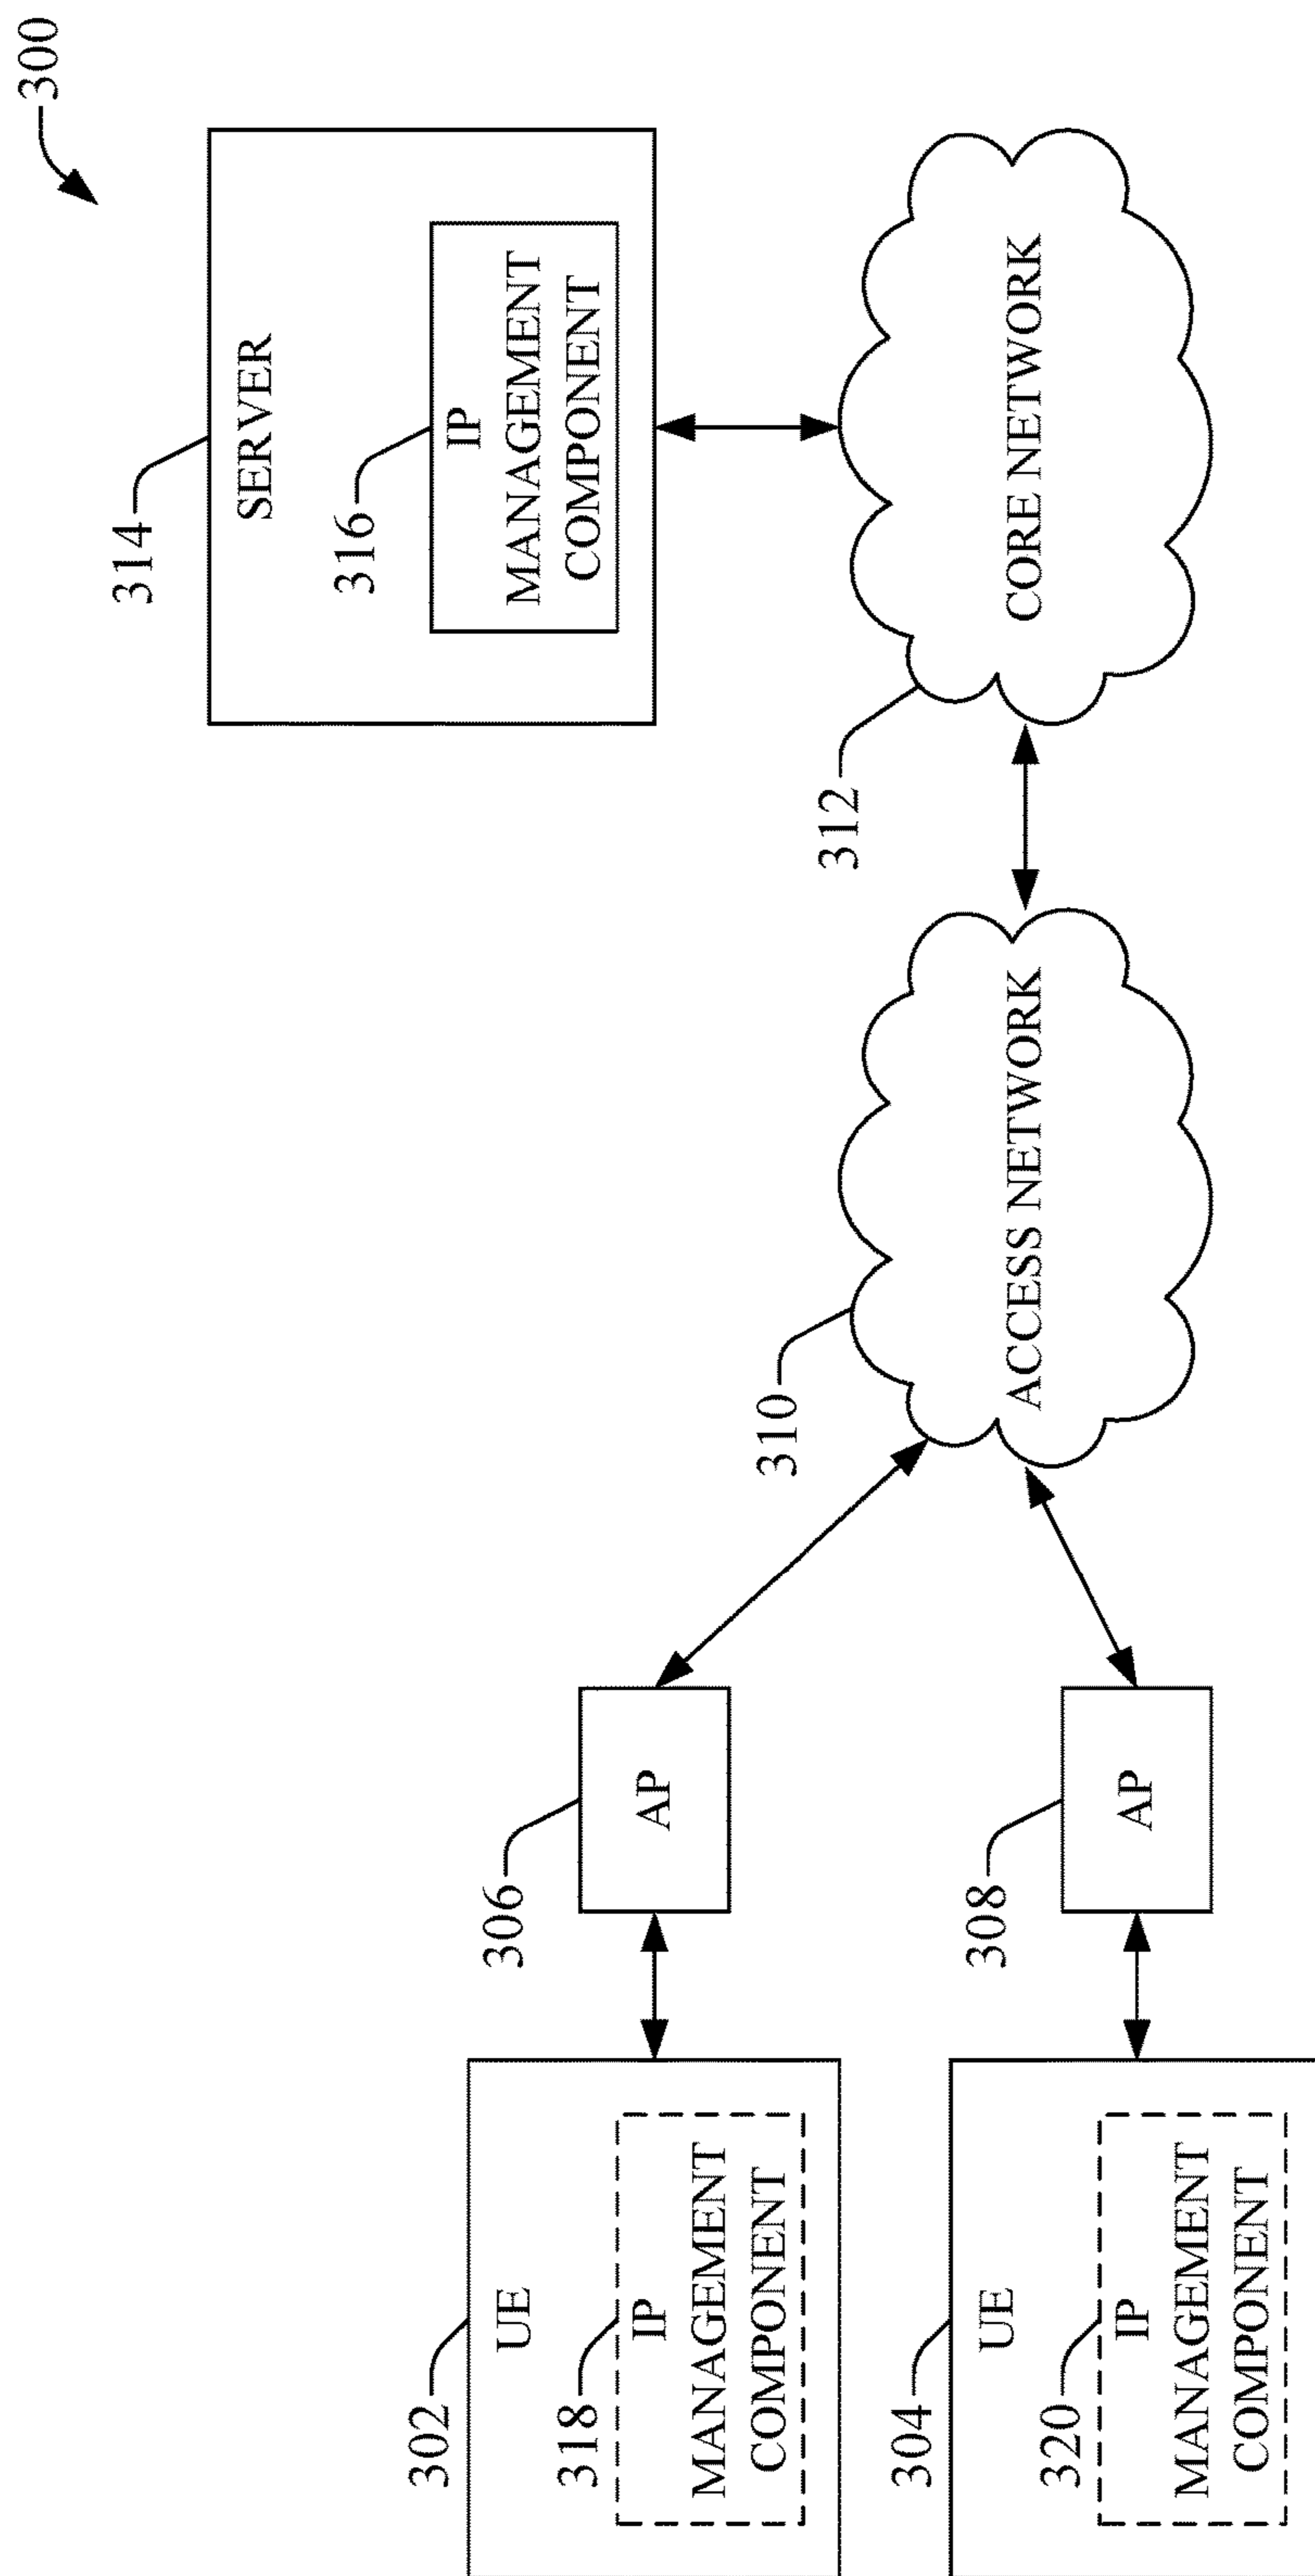 300
314
SERVER
316
IP
MANAGEMENT
COMPONENT
302
UE
318
IP
MANAGEMENT
COMPONENT
306
AP
310
ACCESS NETWORK
312
CORE NETWORK
304
UE
320
IP
MANAGEMENT
COMPONENT
308
AP